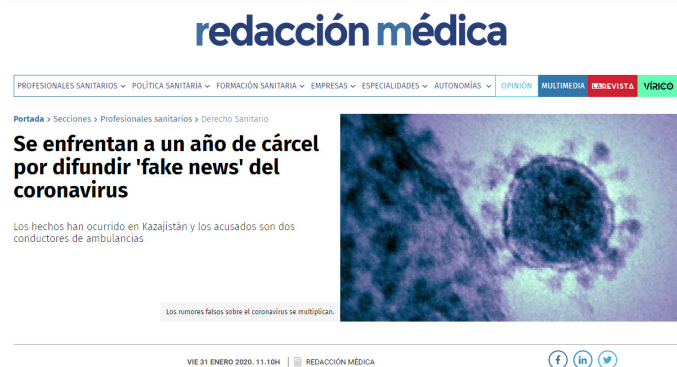 redacción médica
PROFESIONALES SANITARIOS POLÍTICA SANITARIA FORMACIÓN SANITARIA EMPRESAS ESPECIALIDADES AUTONOMÍAS OPINIÓN MULTIMEDIA LA REVISTA VÍRICO
Portada > Secciones > Profesionales sanitarios > Derecho Sanitario
Se enfrentan a un año de cárcel
por difundir 'fake news' del
coronavirus
Los hechos han ocurrido en Kazajistán y los acusados son dos
conductores de ambulancias
Los rumores falsos sobre el coronavirus se multiplican.
VIE 31 ENERO 2020. 11.10H | REDACCIÓN MÉDICA